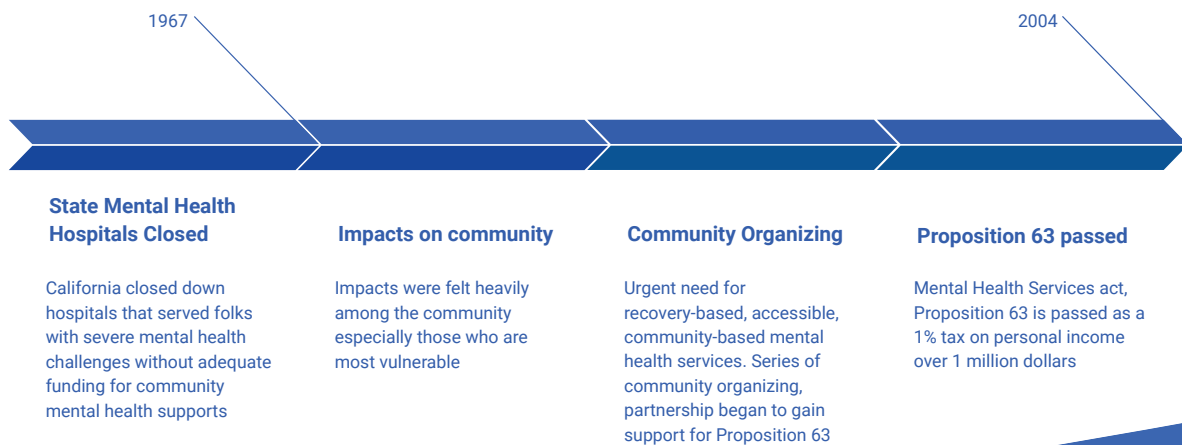 1967
2004
State Mental Health
Hospitals Closed
California closed down
hospitals that served folks
with severe mental health
challenges without adequate
funding for community
mental health supports
Impacts on community
Impacts were felt heavily
among the community
especially those who are
most vulnerable
Community Organizing
Urgent need for
recovery-based, accessible,
community-based mental
health services. Series of
community organizing,
partnership began to gain
support for Proposition 63
Proposition 63 passed
Mental Health Services act,
Proposition 63 is passed as a
1% tax on personal income
over 1 million dollars